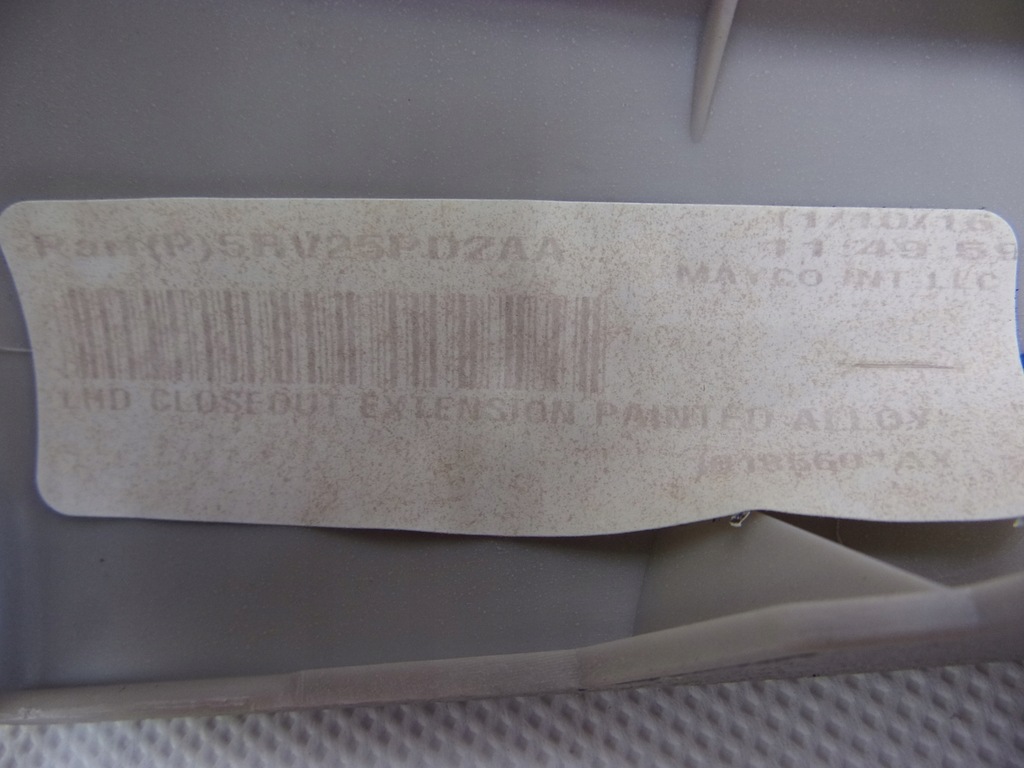 Part(P)5RV25PD2AA
11/10/16
11:49:59
MAYCO INT LLC
LHD CLOSEOUT EXTENSION PAINTED ALLOY